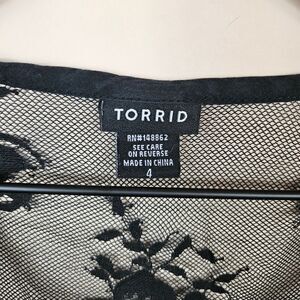 TORRID
RN#148862
SEE CARE
ON REVERSE
MADE IN CHINA
4